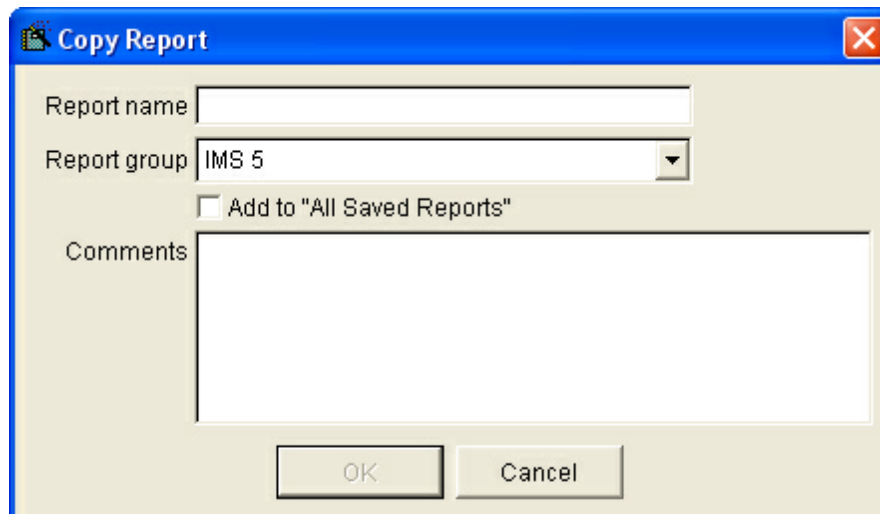 Copy Report
Report name
Report group IMS 5
Add to "All Saved Reports"
Comments
OK Cancel